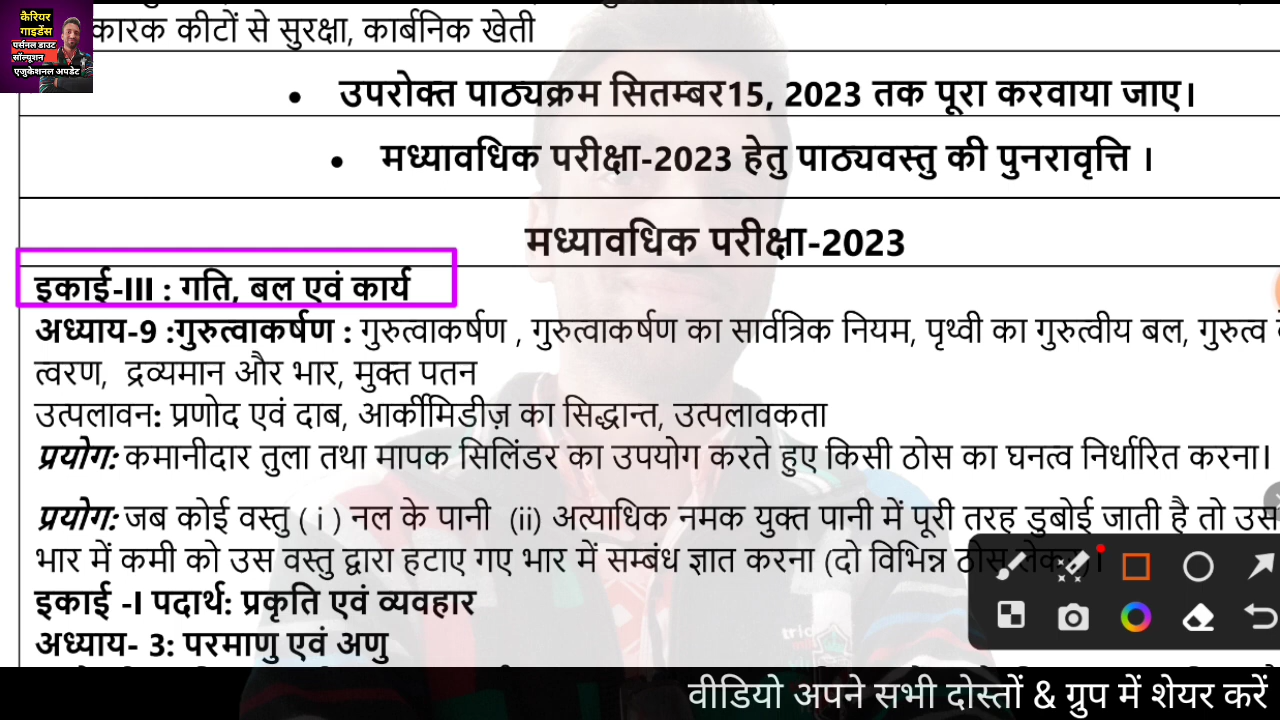 कैरियर
गाइडेंस
पर्सनल डाउट
सॉल्यूशन
एजुकेशनल अपडेट
कारक कीटों से सुरक्षा, कार्बनिक खेती
• उपरोक्त पाठ्यक्रम सितम्बर15, 2023 तक पूरा करवाया जाए।
• मध्यावधिक परीक्षा-2023 हेतु पाठ्यवस्तु की पुनरावृत्ति ।
मध्यावधिक परीक्षा-2023
इकाई-III : गति, बल एवं कार्य
अध्याय-9 :गुरुत्वाकर्षण : गुरुत्वाकर्षण , गुरुत्वाकर्षण का सार्वत्रिक नियम, पृथ्वी का गुरुत्वीय बल, गुरुत्व
त्वरण, द्रव्यमान और भार, मुक्त पतन
उत्पलावन: प्रणोद एवं दाब, आर्कीमिडीज़ का सिद्धान्त, उत्पलावकता
प्रयोग: कमानीदार तुला तथा मापक सिलिंडर का उपयोग करते हुए किसी ठोस का घनत्व निर्धारित करना।
प्रयोग: जब कोई वस्तु ( i ) नल के पानी (ii) अत्याधिक नमक युक्त पानी में पूरी तरह डुबोई जाती है तो उस
भार में कमी को उस वस्तु द्वारा हटाए गए भार में सम्बंध ज्ञात करना (दो विभिन्न ठोस लेकर)।
इकाई -I पदार्थ: प्रकृति एवं व्यवहार
अध्याय- 3: परमाणु एवं अणु
वीडियो अपने सभी दोस्तों & ग्रुप में शेयर करें